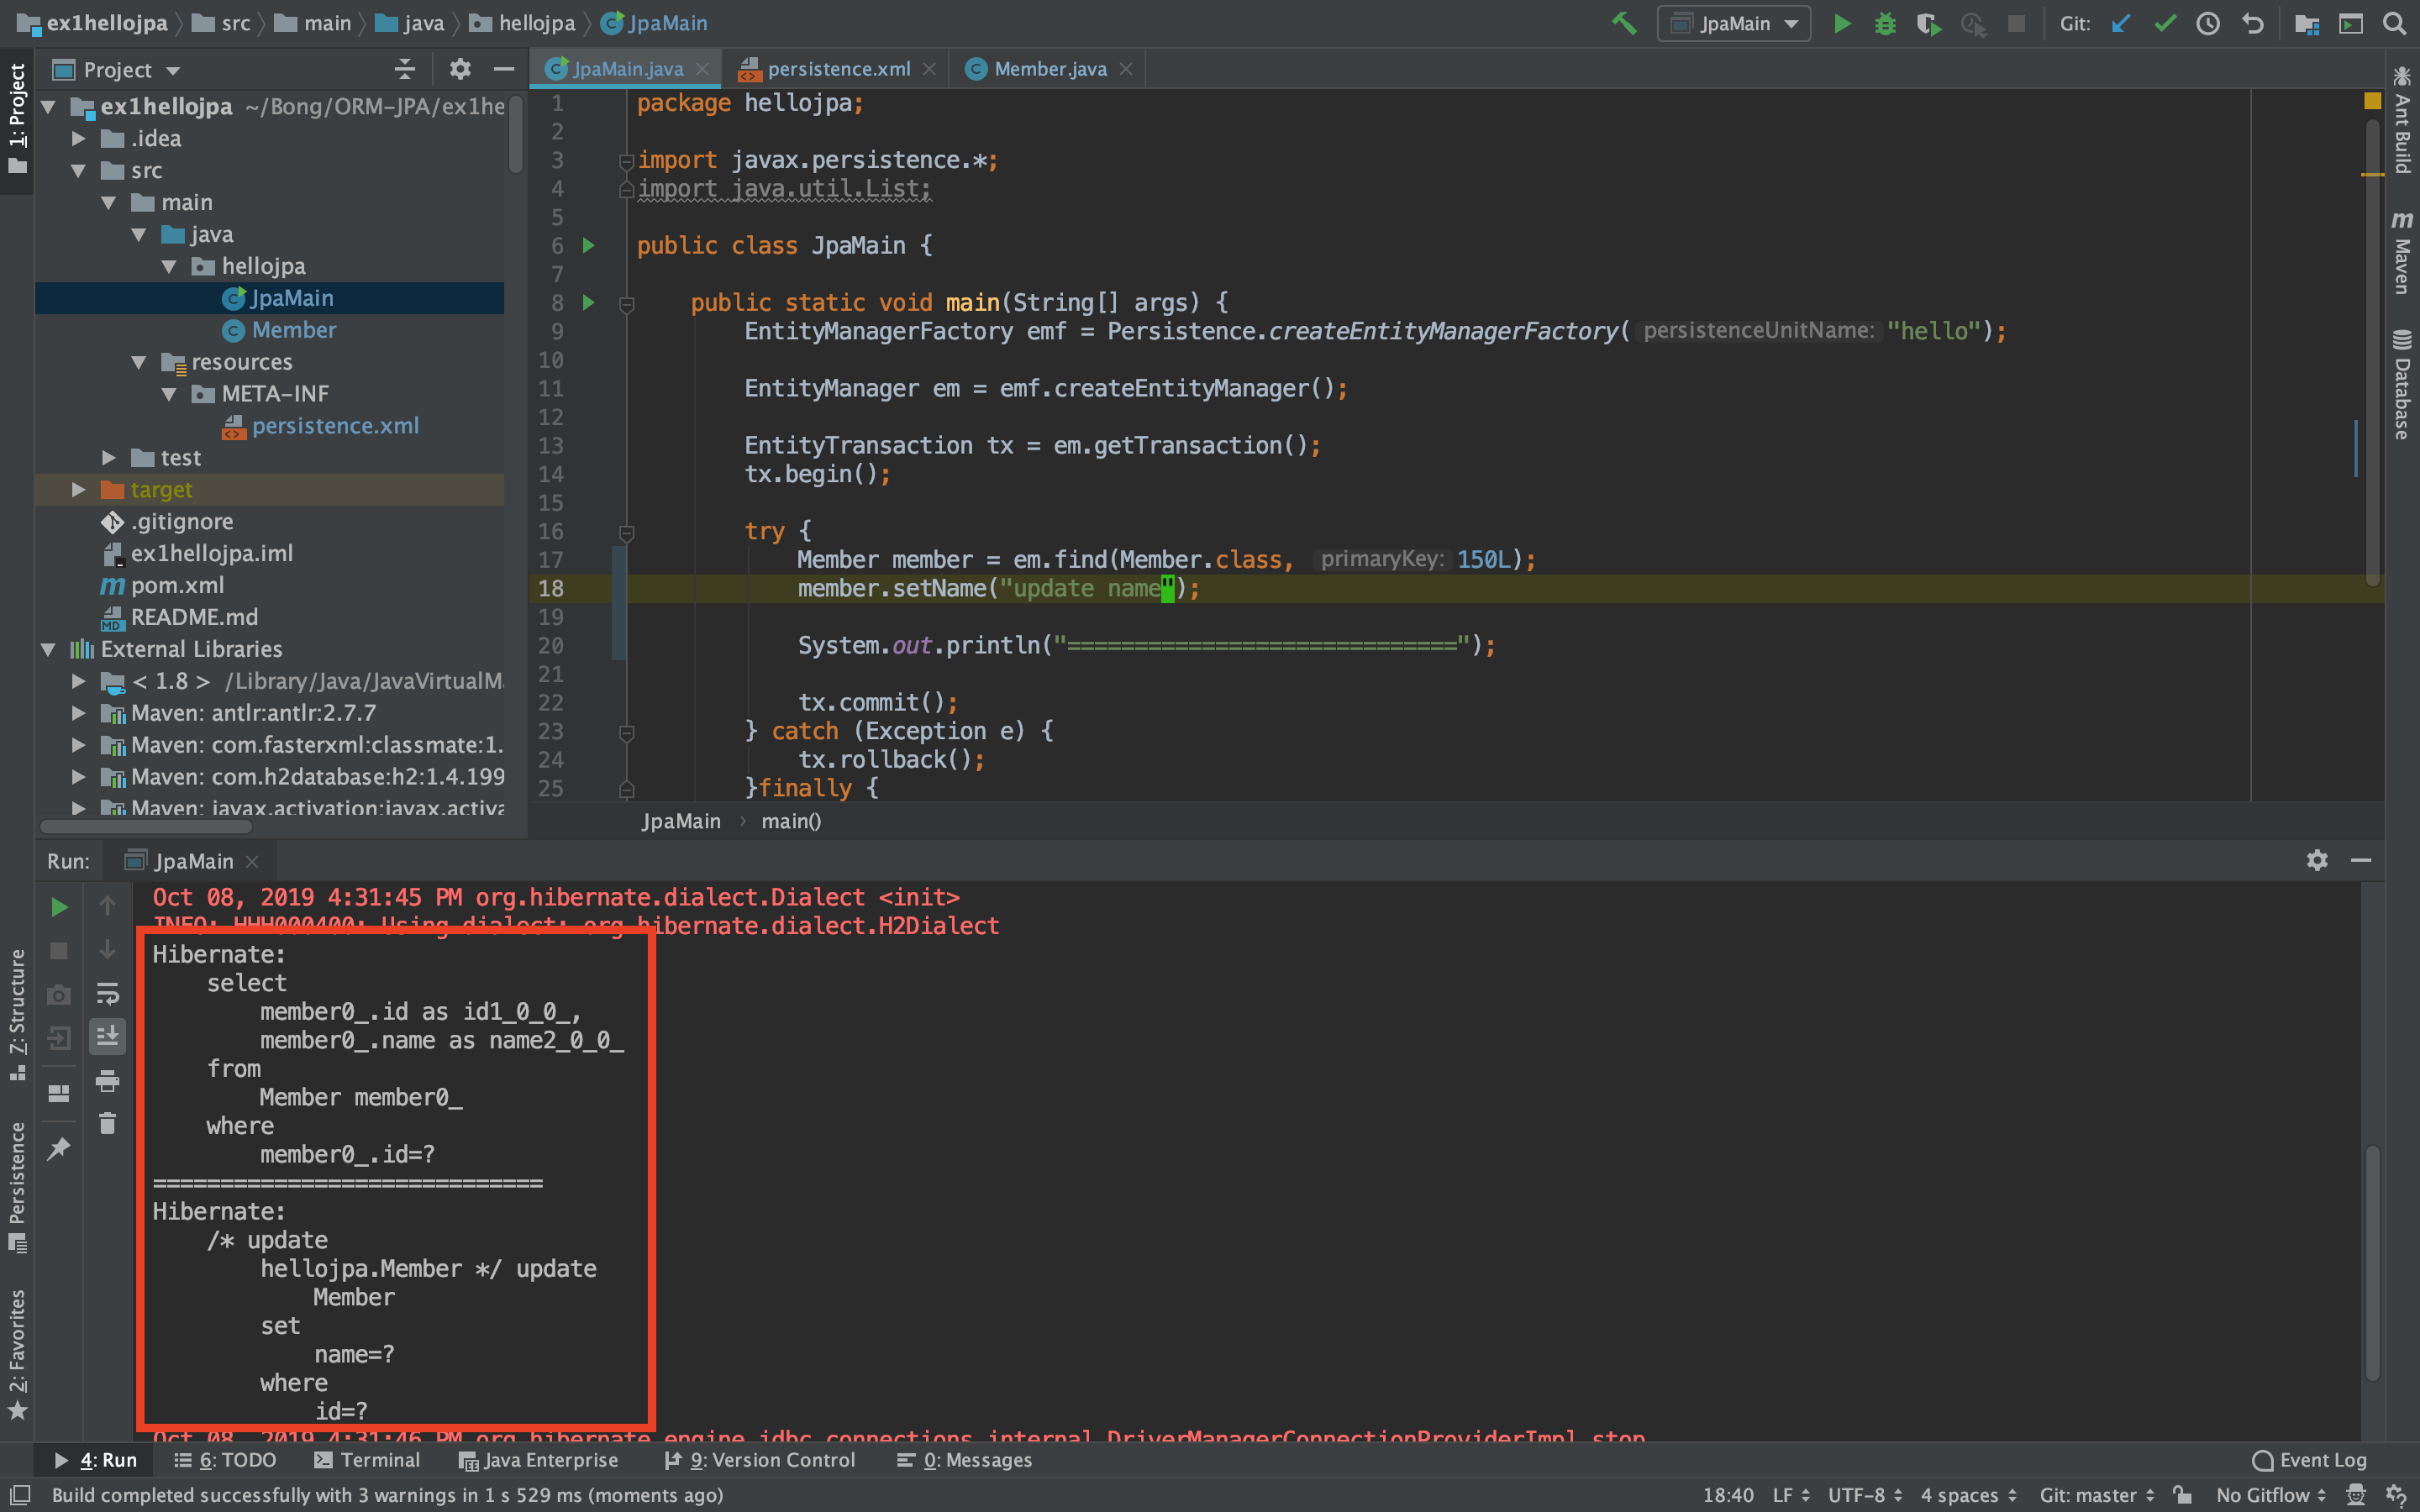 ex1hellojpa src main java hellojpa JpaMain JpaMain Git:
Project JpaMain.java persistence.xml Member.java
1: Project
Ant Build
Maven
Database
ex1hellojpa ~/Bong/ORM-JPA/ex1he
.idea
src
main
java
hellojpa
JpaMain
Member
resources
META-INF
persistence.xml
test
target
.gitignore
ex1hellojpa.iml
pom.xml
README.md
External Libraries
< 1.8 > /Library/Java/JavaVirtualMa
Maven: antlr:antlr:2.7.7
Maven: com.fasterxml:classmate:1.
Maven: com.h2database:h2:1.4.199
Maven: javax.activation:javax.activa
1 package hellojpa;
2
3 import javax.persistence.*;
4 import java.util.List;
5
6 public class JpaMain {
7
8 public static void main(String[] args) {
9 EntityManagerFactory emf = Persistence.createEntityManagerFactory( persistenceUnitName: "hello");
10
11 EntityManager em = emf.createEntityManager();
12
13 EntityTransaction tx = em.getTransaction();
14 tx.begin();
15
16 try {
17 Member member = em.find(Member.class, primaryKey: 150L);
18 member.setName("update name");
19
20 System.out.println("=============================");
21
22 tx.commit();
23 } catch (Exception e) {
24 tx.rollback();
25 }finally {
JpaMain › main()
Run: JpaMain
7: Structure
Persistence
2: Favorites
Oct 08, 2019 4:31:45 PM org.hibernate.dialect.Dialect <init>
INFO: HHH000400: Using dialect: org.hibernate.dialect.H2Dialect
Hibernate:
select
member0_.id as id1_0_0_,
member0_.name as name2_0_0_
from
Member member0_
where
member0_.id=?
=============================
Hibernate:
/* update
hellojpa.Member */ update
Member
set
name=?
where
id=?
Oct 08, 2019 4:31:46 PM org.hibernate.engine.jdbc.connections.internal.DriverManagerConnectionProviderImpl stop
4: Run 6: TODO Terminal Java Enterprise 9: Version Control 0: Messages Event Log
Build completed successfully with 3 warnings in 1 s 529 ms (moments ago) 18:40 LF UTF-8 4 spaces Git: master No Gitflow